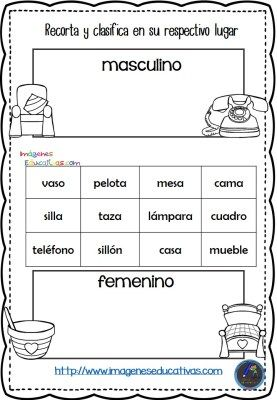 Recorta y clasifica en su respectivo lugar
masculino
Imágenes
Educativas.com
vaso pelota mesa cama
silla taza lámpara cuadro
teléfono sillón casa mueble
femenino
http://www.imageneseducativas.com